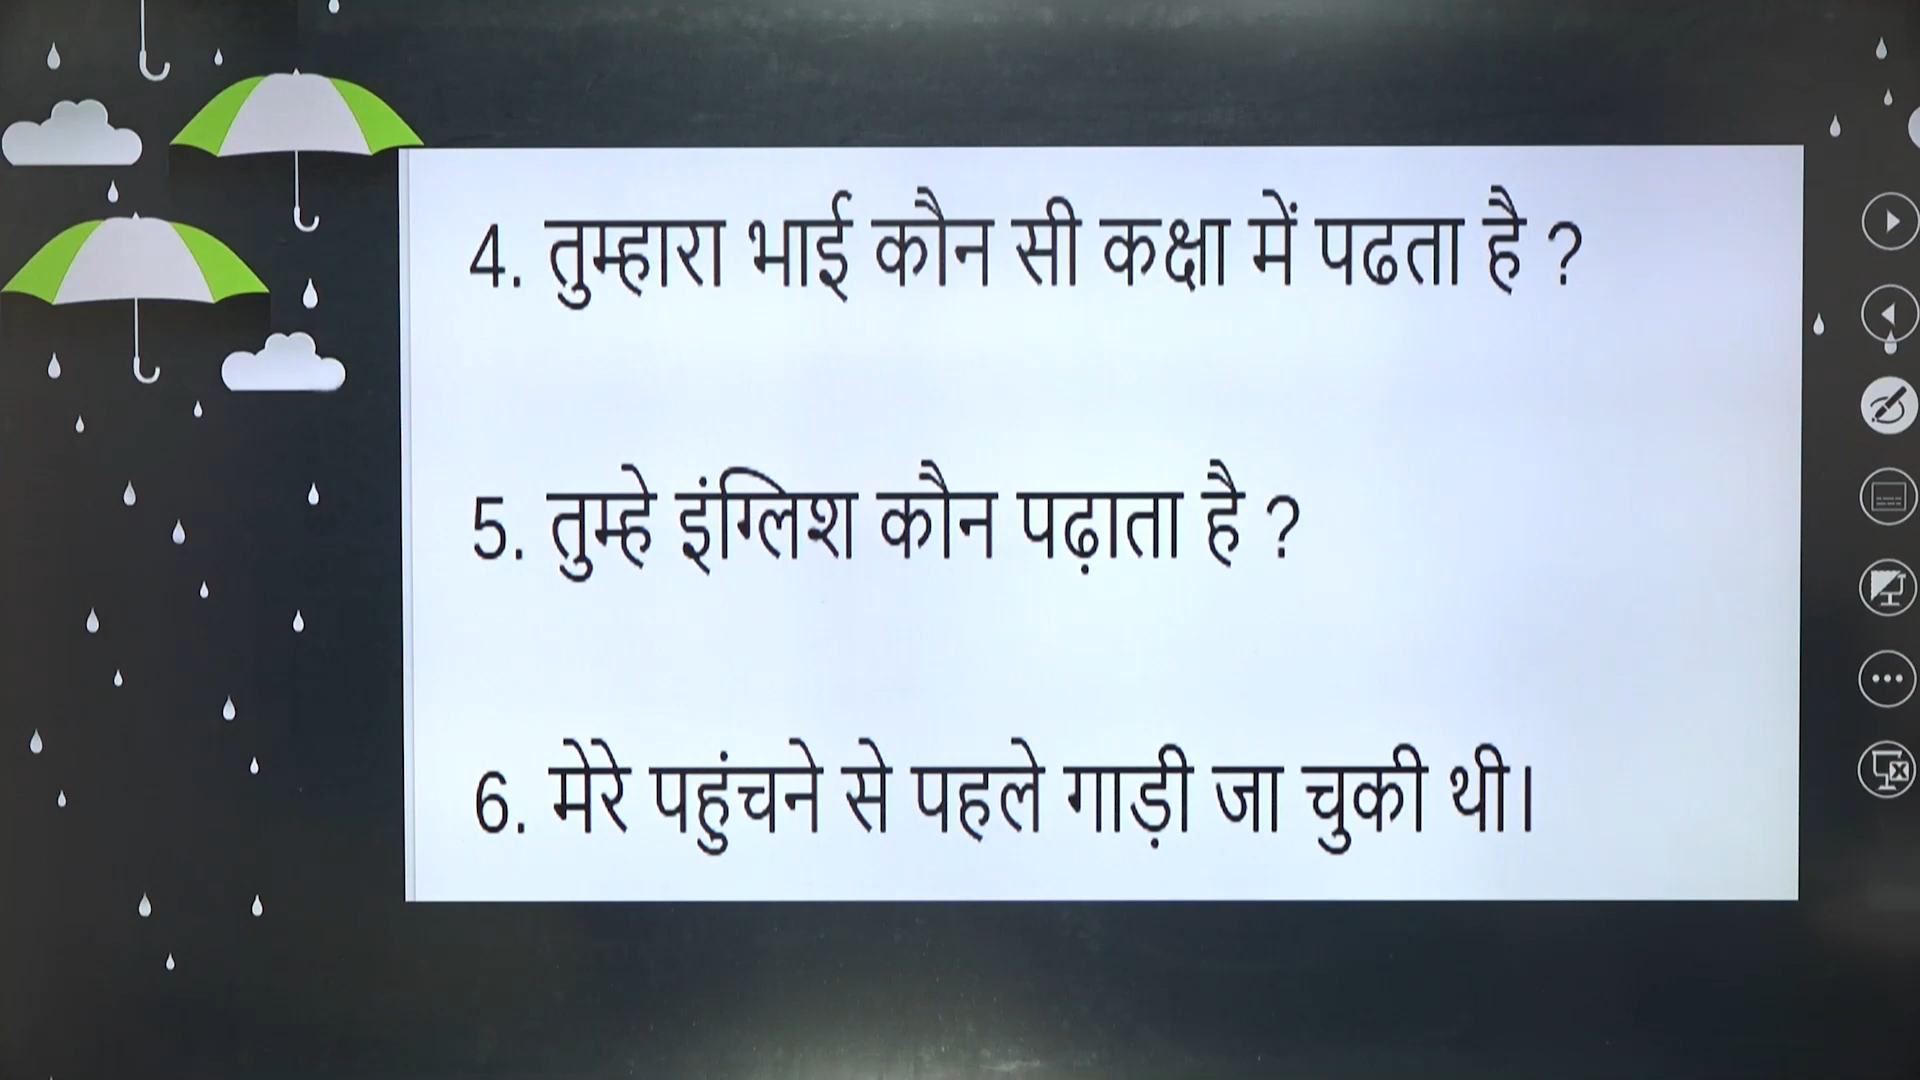 4. तुम्हारा भाई कौन सी कक्षा में पढता है ?
5. तुम्हे इंग्लिश कौन पढ़ाता है ?
6. मेरे पहुंचने से पहले गाड़ी जा चुकी थी।